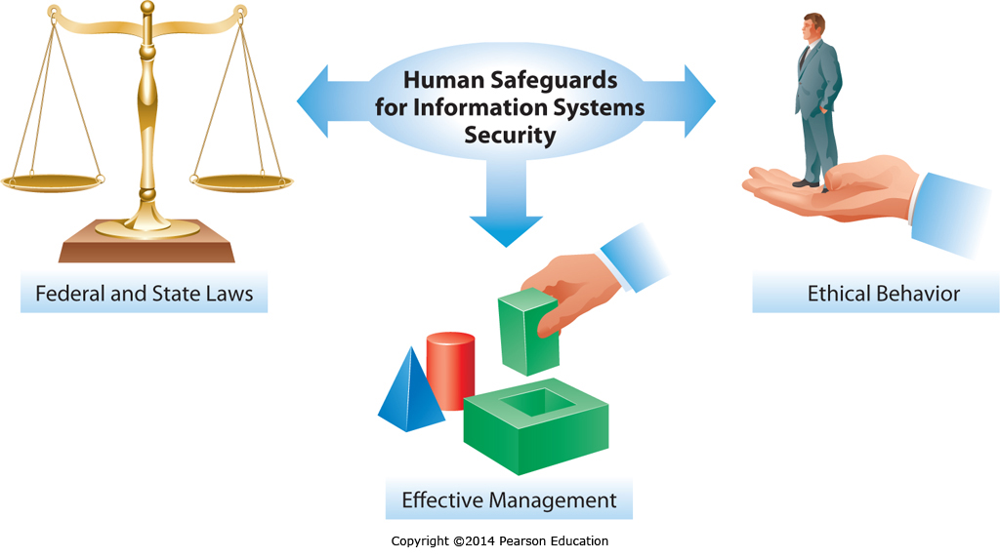 Human Safeguards
for Information Systems
Security
Federal and State Laws
Ethical Behavior
Effective Management
Copyright ©2014 Pearson Education